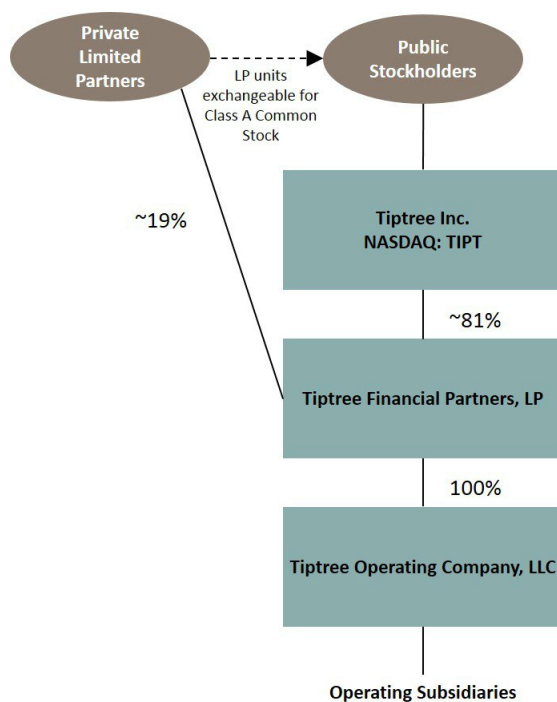 Private
Limited
Partners
Public
Stockholders
LP units
exchangeable for
Class A Common
Stock
~19%
Tiptree Inc.
NASDAQ: TIPT
~81%
Tiptree Financial Partners, LP
100%
Tiptree Operating Company, LLC
Operating Subsidiaries